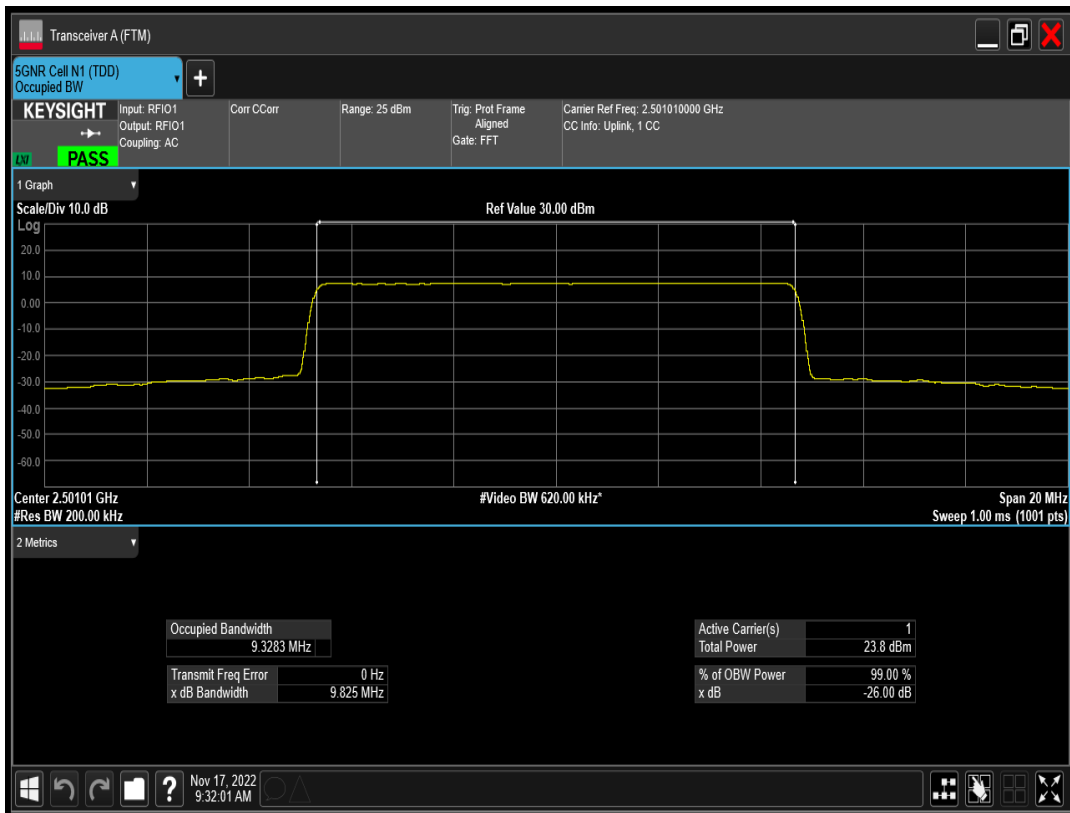 Transceiver A (FTM)
5GNR Cell N1 (TDD)
Occupied BW
+
KEYSIGHT
LXI
PASS
Input: RFIO1
Output: RFIO1
Coupling: AC
Corr CCorr
Range: 25 dBm
Trig: Prot Frame
Aligned
Gate: FFT
Carrier Ref Freq: 2.501010000 GHz
CC Info: Uplink, 1 CC
1 Graph
Scale/Div 10.0 dB
Ref Value 30.00 dBm
Log
20.0
10.0
0.00
-10.0
-20.0
-30.0
-40.0
-50.0
-60.0
Center 2.50101 GHz
#Video BW 620.00 kHz*
Span 20 MHz
#Res BW 200.00 kHz
Sweep 1.00 ms (1001 pts)
2 Metrics
Occupied Bandwidth
9.3283 MHz
Transmit Freq Error 0 Hz
x dB Bandwidth 9.825 MHz
Active Carrier(s) 1
Total Power 23.8 dBm
% of OBW Power 99.00 %
x dB -26.00 dB
?
Nov 17, 2022
9:32:01 AM